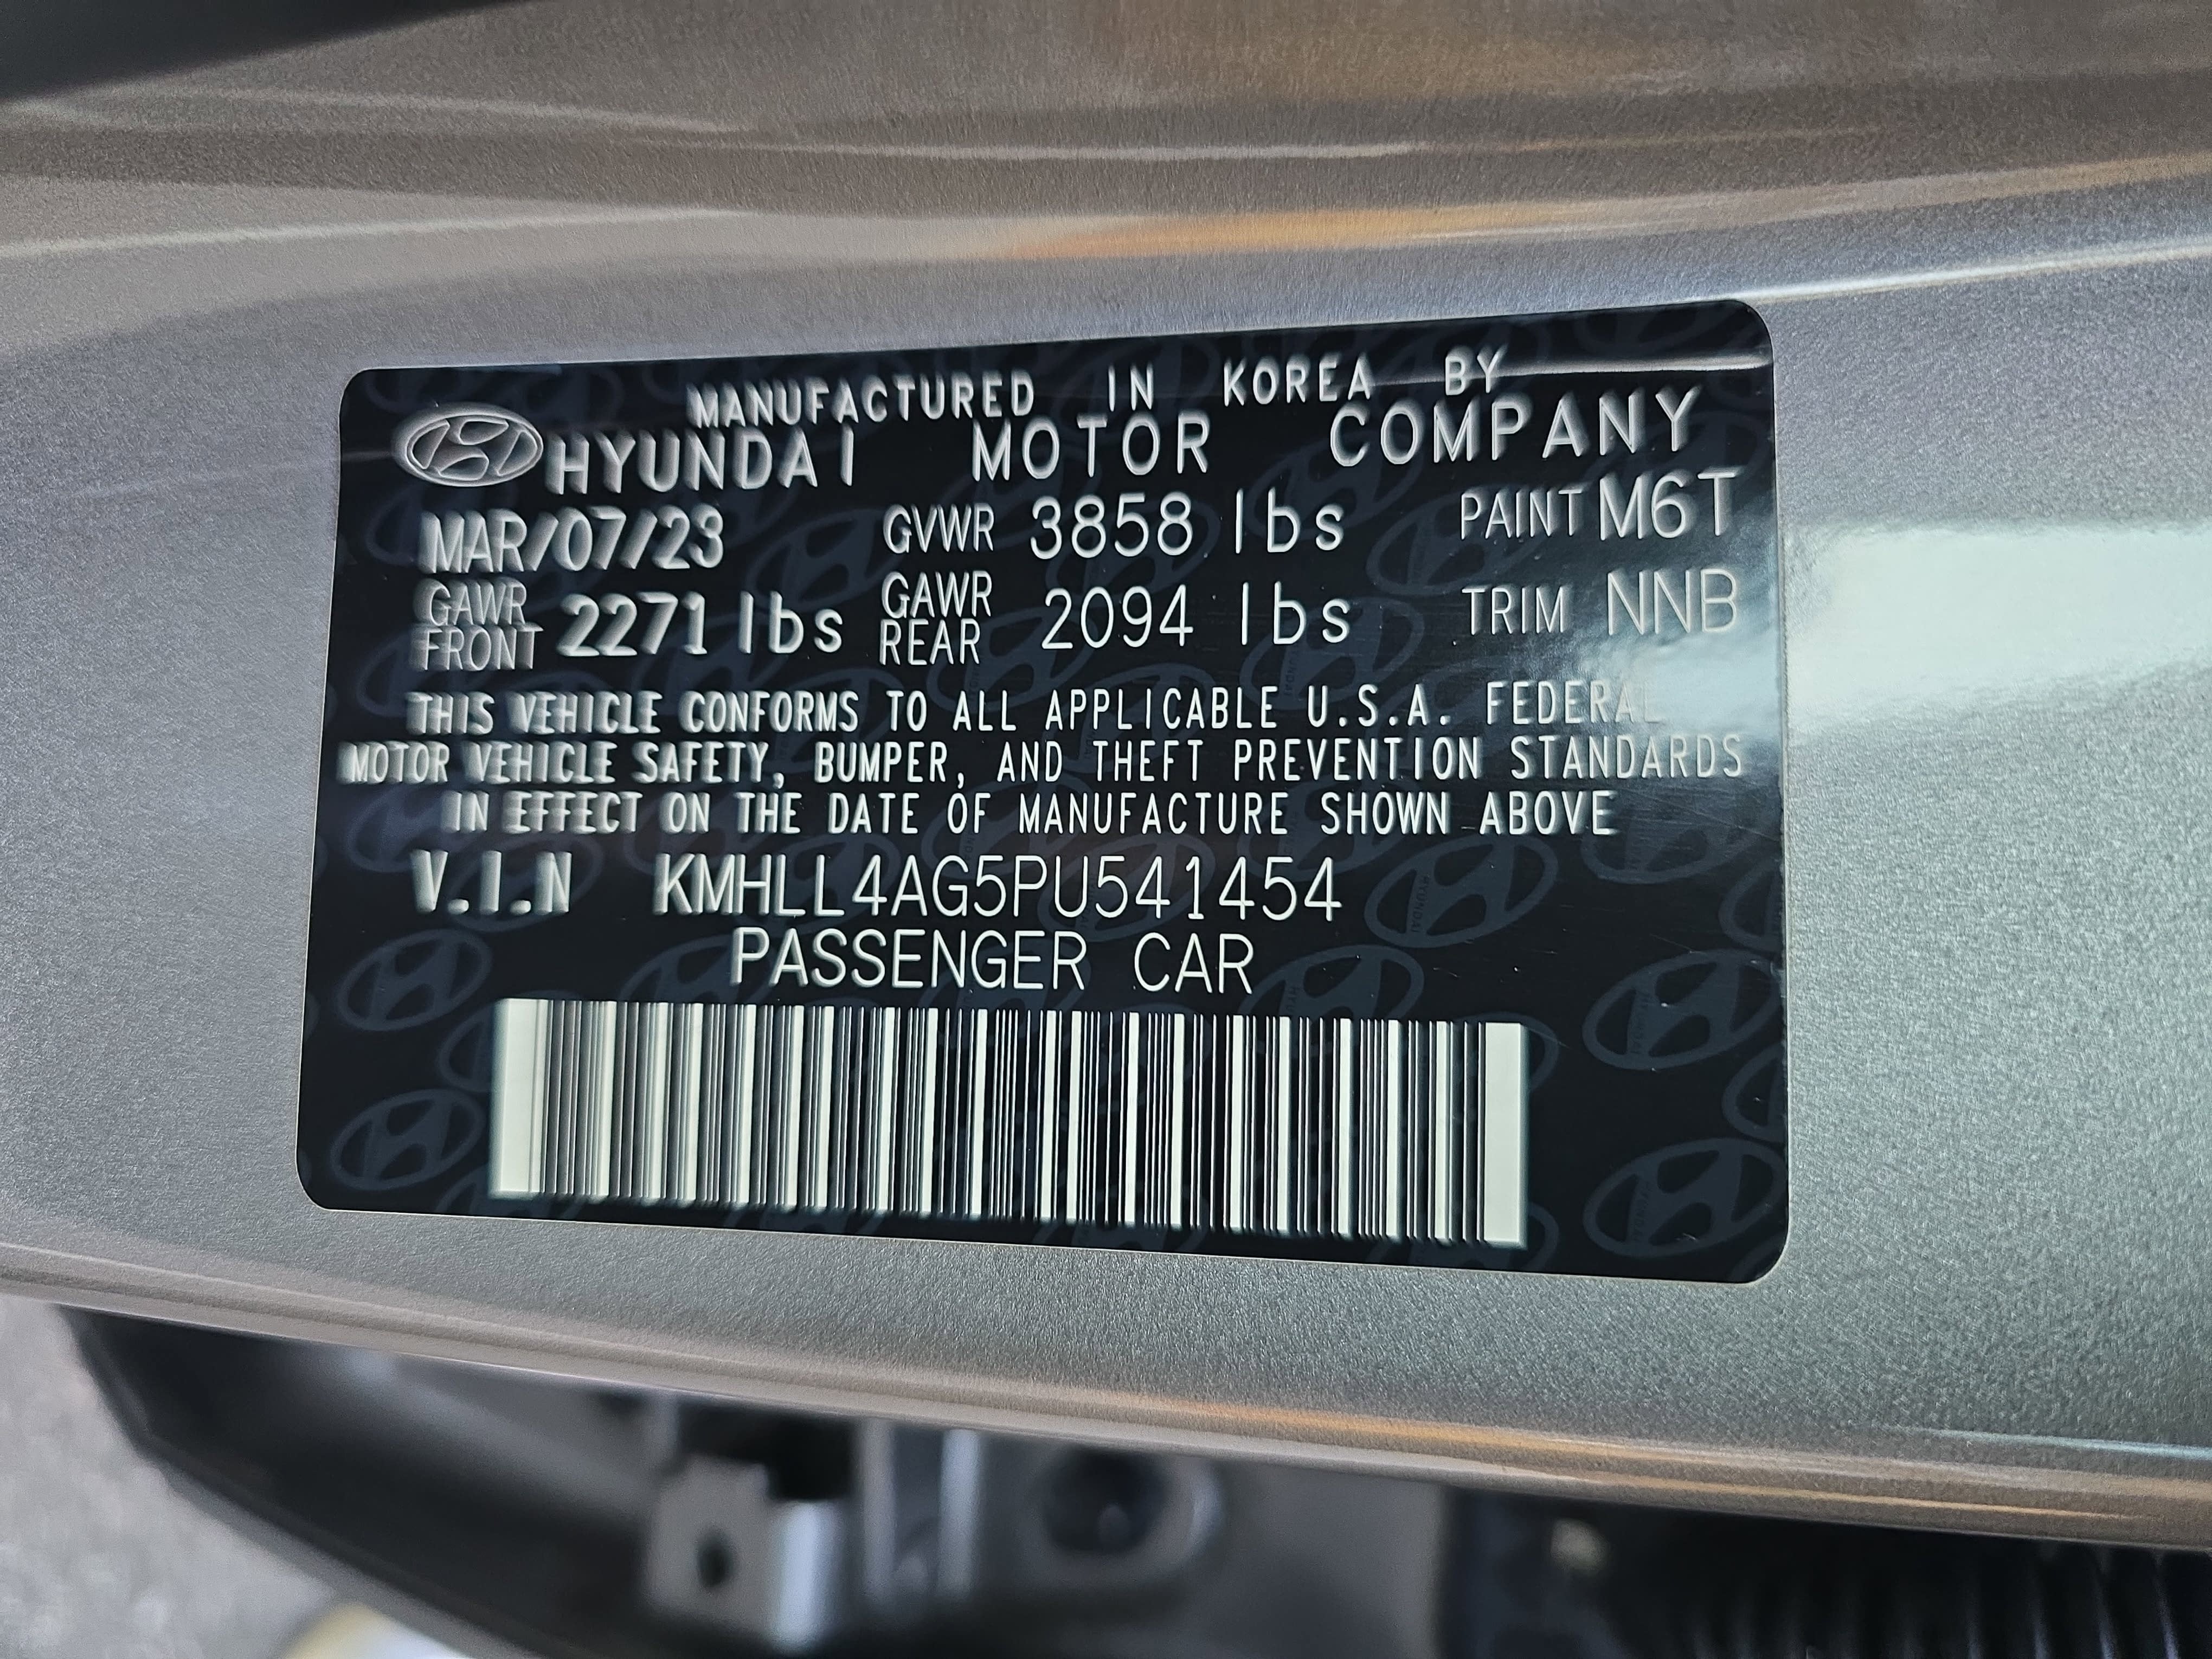 MANUFACTURED IN KOREA BY
HYUNDAI MOTOR COMPANY
MAR/07/23 GVWR 3858 lbs PAINT M6T
GAWR FRONT 2271 lbs GAWR REAR 2094 lbs TRIM NNB
THIS VEHICLE CONFORMS TO ALL APPLICABLE U.S.A. FEDERAL
MOTOR VEHICLE SAFETY, BUMPER, AND THEFT PREVENTION STANDARDS
IN EFFECT ON THE DATE OF MANUFACTURE SHOWN ABOVE
V.I.N KMHLL4AG5PU541454
PASSENGER CAR